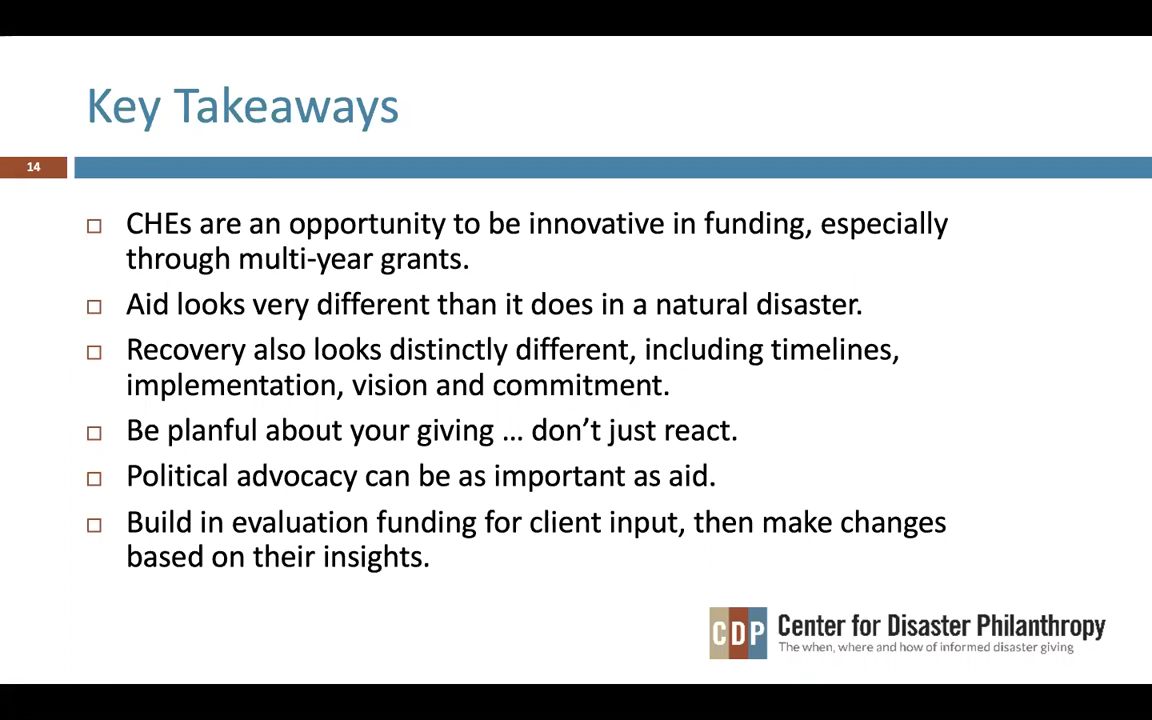 Key Takeaways
14
CHEs are an opportunity to be innovative in funding, especially
through multi-year grants.
Aid looks very different than it does in a natural disaster.
Recovery also looks distinctly different, including timelines,
implementation, vision and commitment.
Be planful about your giving … don’t just react.
Political advocacy can be as important as aid.
Build in evaluation funding for client input, then make changes
based on their insights.
CDP Center for Disaster Philanthropy
The when, where and how of informed disaster giving